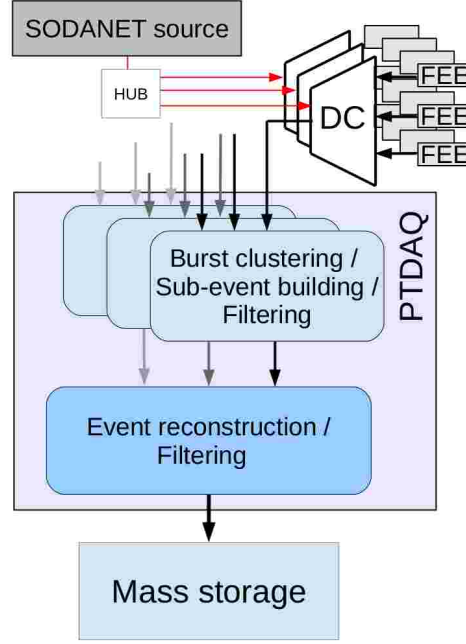 SODANET source
HUB
DC
FEE
FEE
FEE
PTDAQ
Burst clustering /
Sub-event building /
Filtering
Event reconstruction /
Filtering
Mass storage